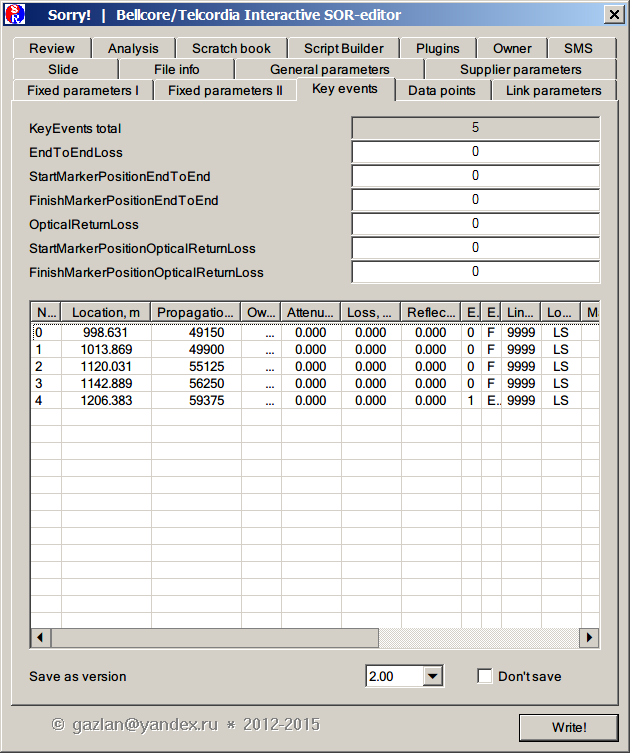 Sorry! | Bellcore/Telcordia Interactive SOR-editor
Review Analysis Scratch book Script Builder Plugins Owner SMS
Slide File info General parameters Supplier parameters
Fixed parameters I Fixed parameters II Key events Data points Link parameters
KeyEvents total 5
EndToEndLoss 0
StartMarkerPositionEndToEnd 0
FinishMarkerPositionEndToEnd 0
OpticalReturnLoss 0
StartMarkerPositionOpticalReturnLoss 0
FinishMarkerPositionOpticalReturnLoss 0
N... Location, m Propagatio... Ow... Attenu... Loss, ... Reflec... E. E. Lin... Lo... Ma
0 998.631 49150 ... 0.000 0.000 0.000 0 F 9999 LS
1 1013.869 49900 ... 0.000 0.000 0.000 0 F 9999 LS
2 1120.031 55125 ... 0.000 0.000 0.000 0 F 9999 LS
3 1142.889 56250 ... 0.000 0.000 0.000 0 F 9999 LS
4 1206.383 59375 ... 0.000 0.000 0.000 1 E. 9999 LS
Save as version 2.00 Don't save
© gazlan@yandex.ru * 2012-2015 Write!